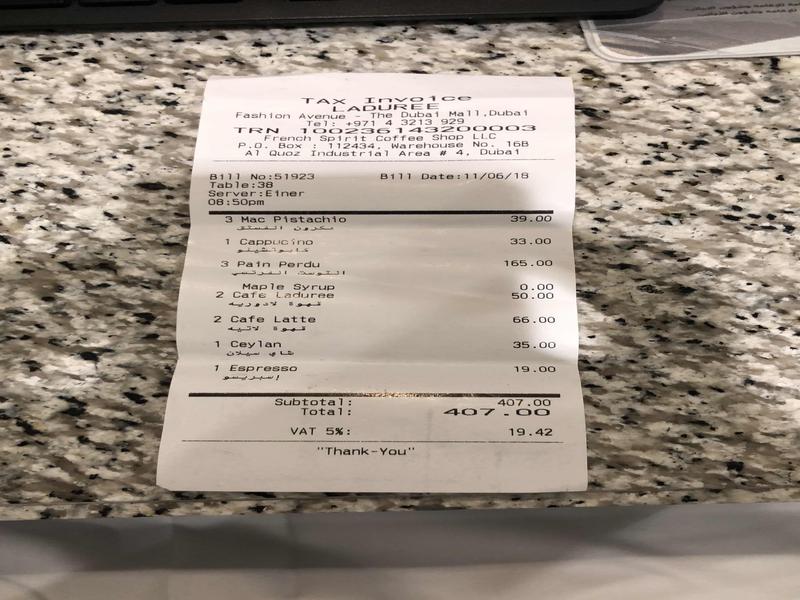 TAX Invoice
LADUREE
Fashion Avenue - The Dubai Mall,Dubai
Tel: +971 4 3213 929
TRN 100236143200003
French Spirit Coffee Shop LLC
P.O. Box : 112434, Warehouse No. 16B
Al Quoz Industrial Area # 4, Dubai
Bill No:51923 Bill Date:11/06/18
Table:38
Server:Einer
08:50pm
3 Mac Pistachio 39.00
مكرون الفستق
1 Cappucino 33.00
كابوتشينو
3 Pain Perdu 165.00
التوست الفرنسي
Maple Syrup 0.00
2 Cafe Laduree 50.00
قهوة لادوريه
2 Cafe Latte 66.00
قهوة لاتيه
1 Ceylan 35.00
شاي سيلان
1 Espresso 19.00
إسبريسو
Subtotal: 407.00
Total: 407.00
VAT 5%: 19.42
"Thank-You"